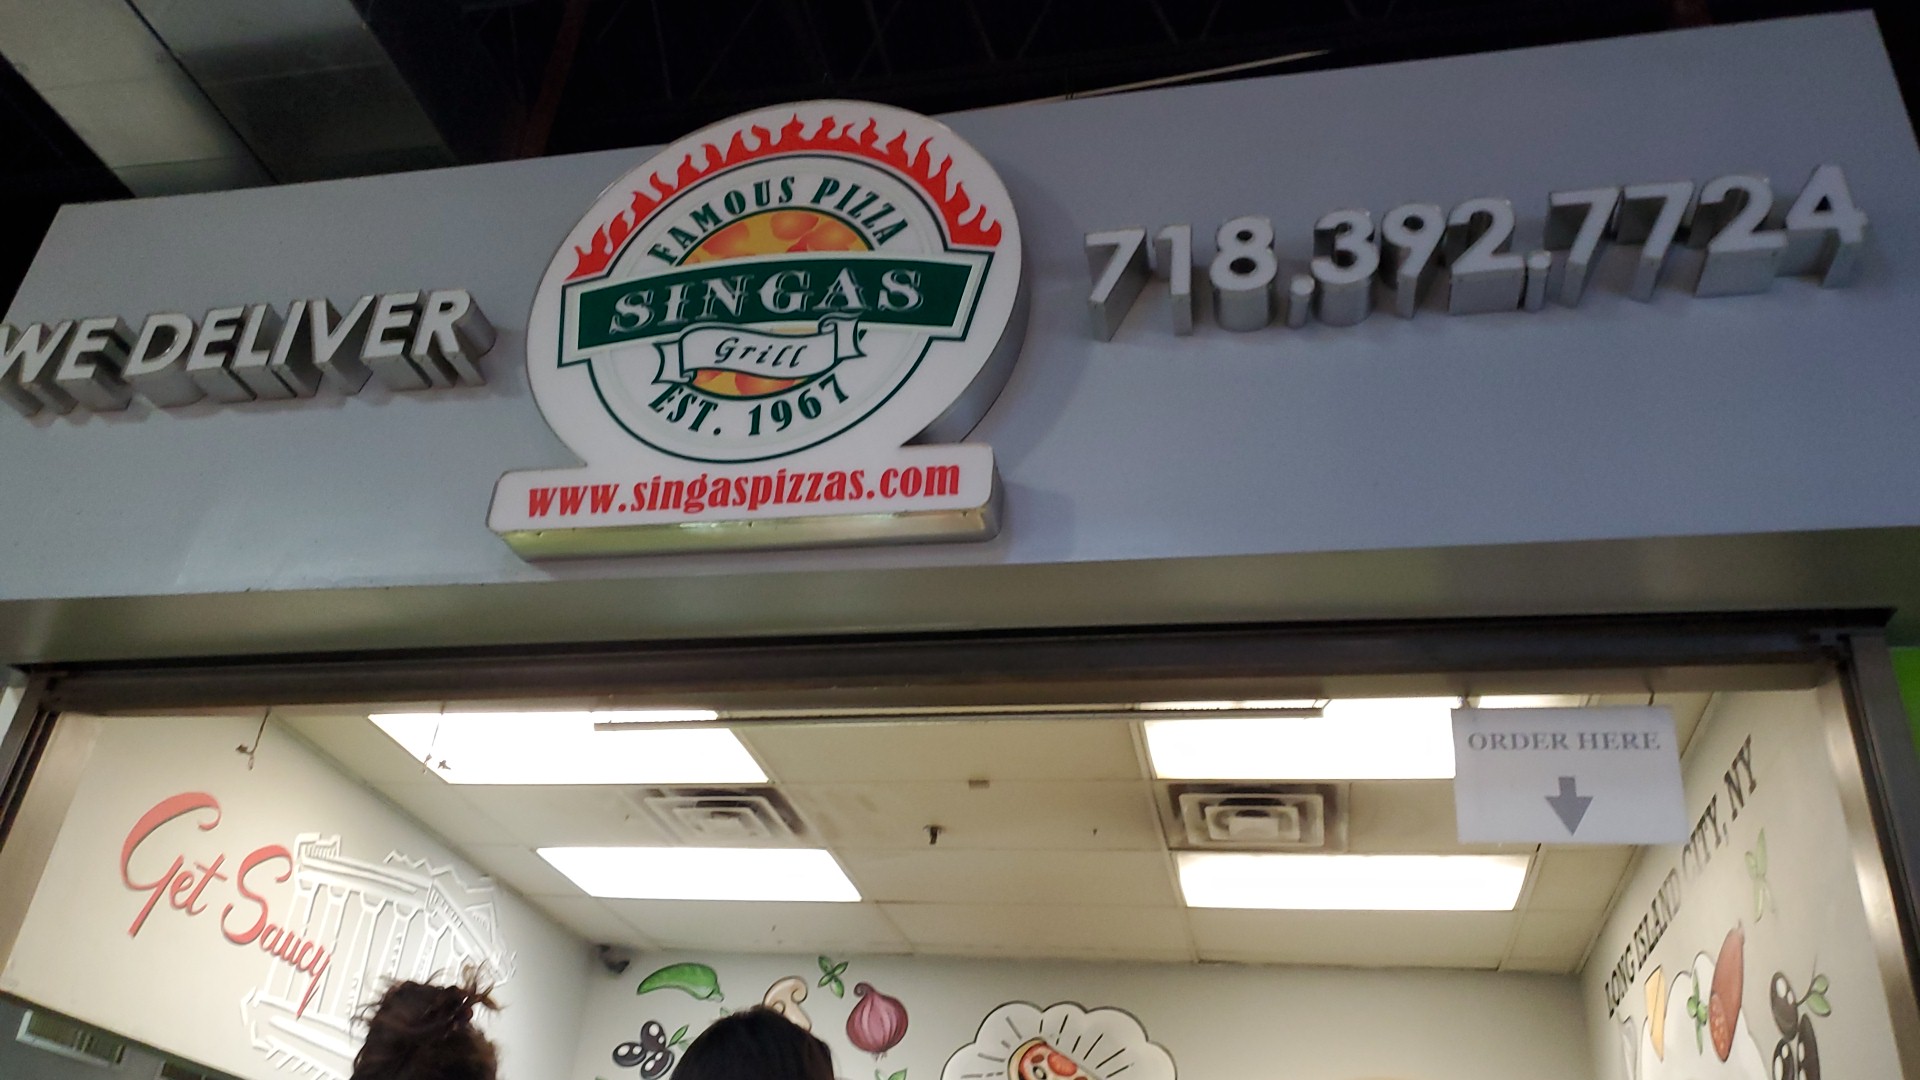 WE DELIVER
FAMOUS PIZZA
SINGAS
Grill
EST. 1967
www.singaspizzas.com
718.392.7724
ORDER HERE
Get Saucy
LONG ISLAND CITY, NY